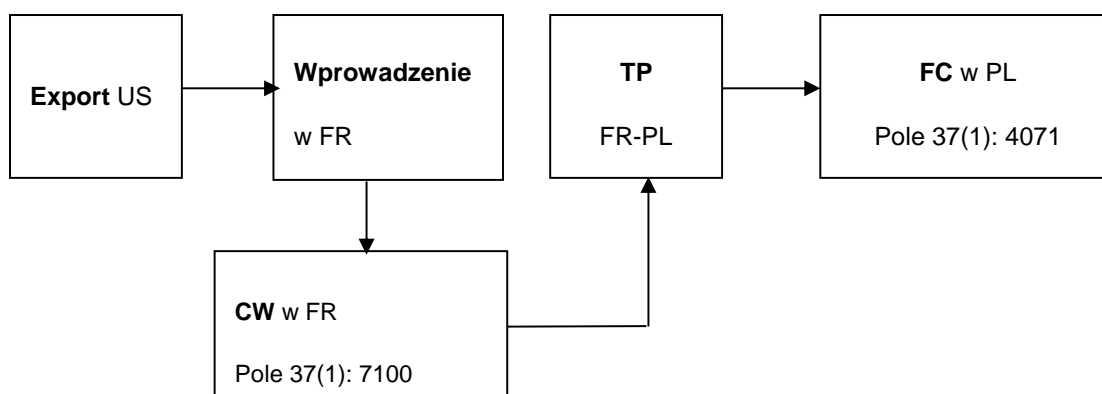 Export US
Wprowadzenie
w FR
TP
FR-PL
FC w PL
Pole 37(1): 4071
CW w FR
Pole 37(1): 7100